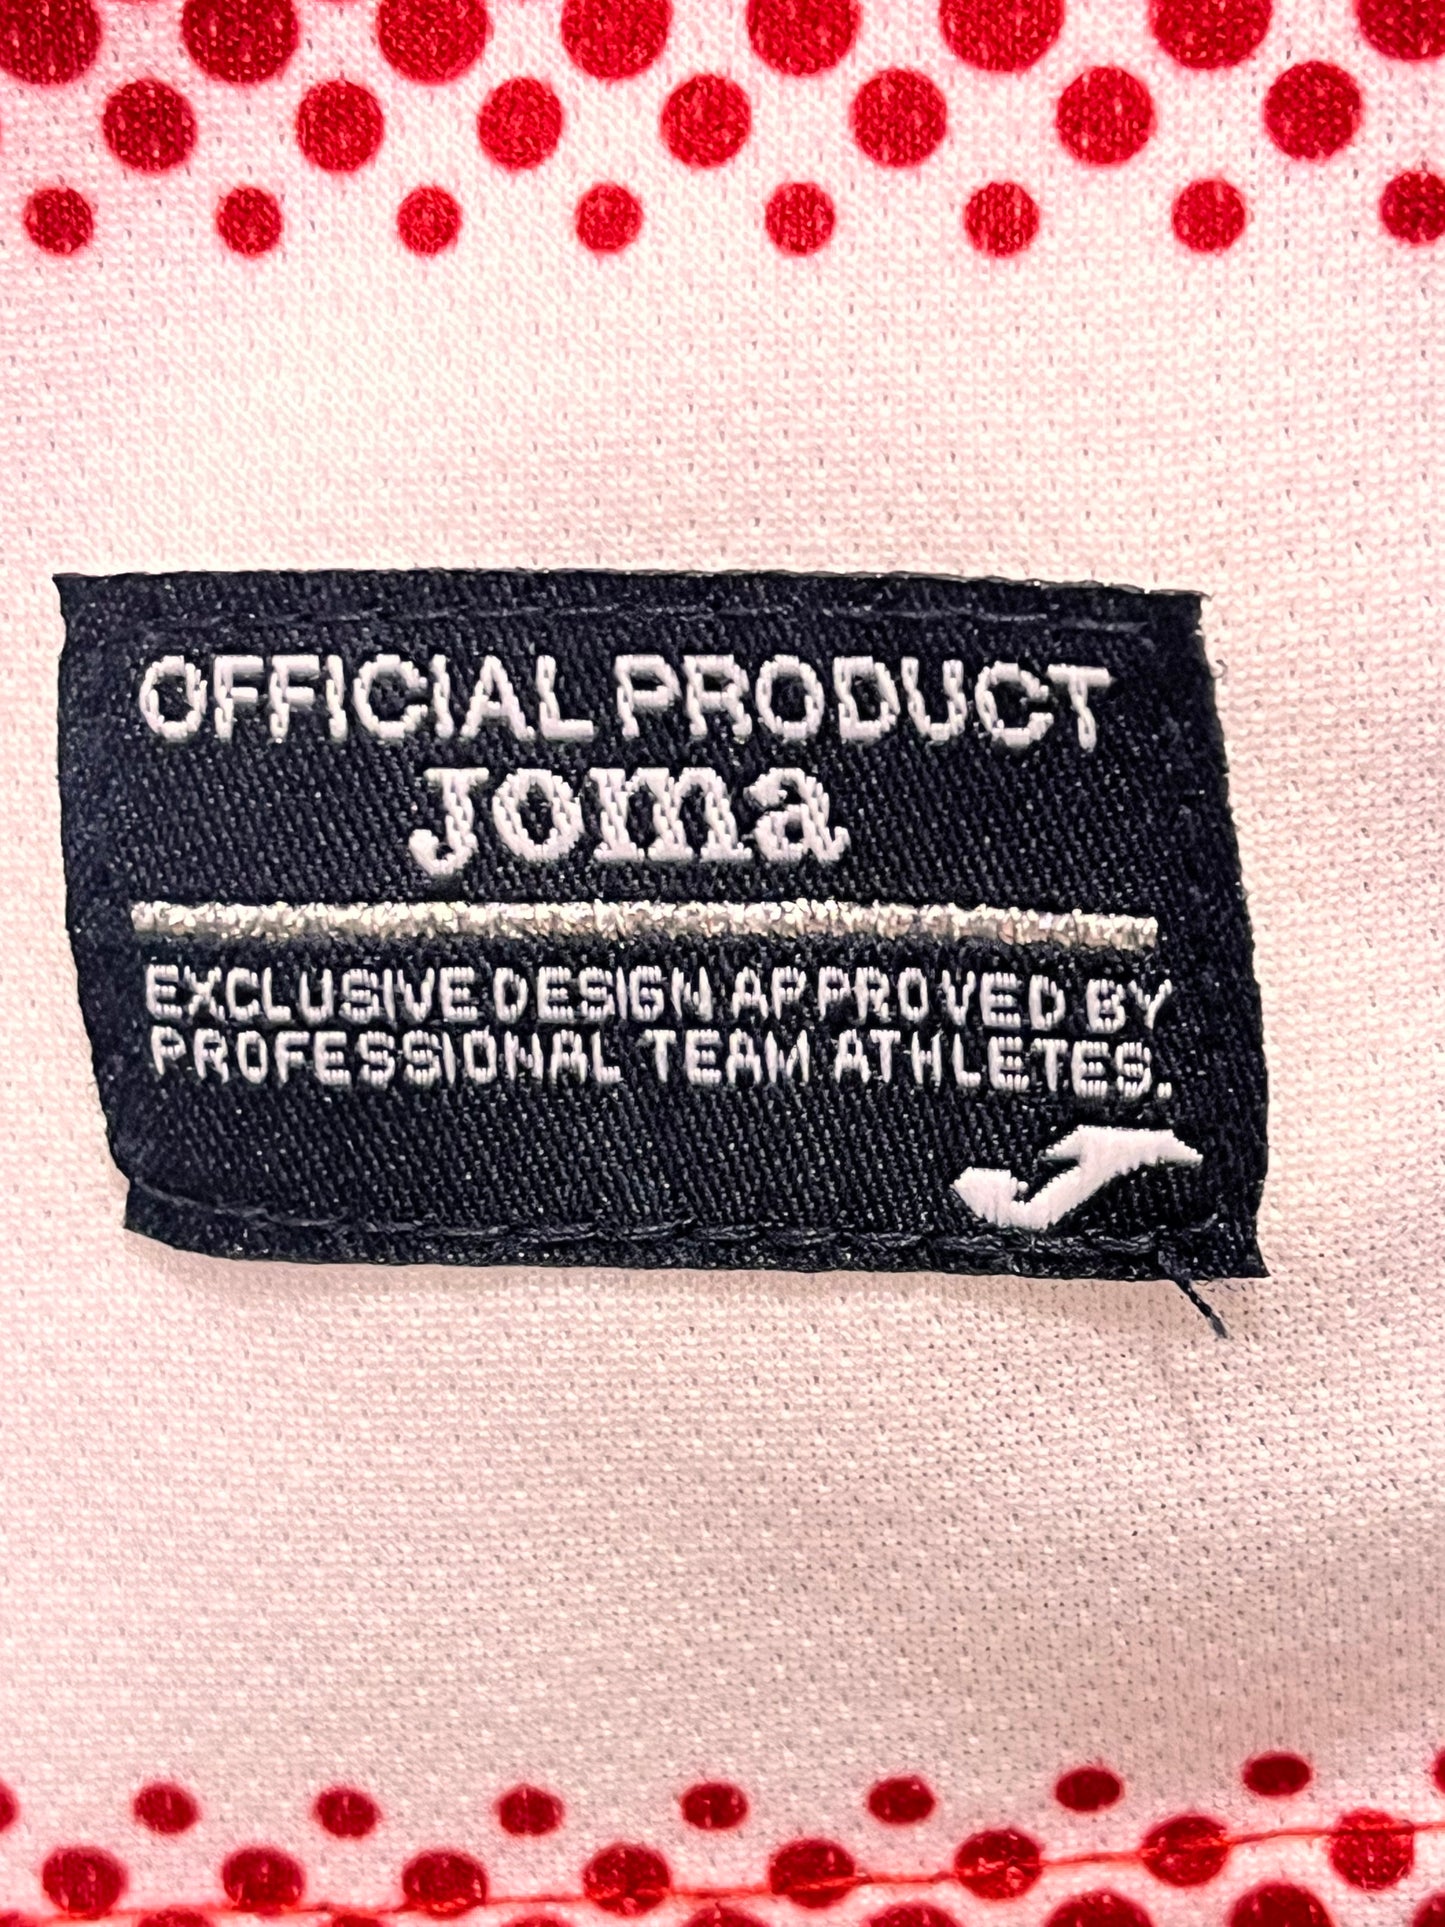 OFFICIAL PRODUCT
Joma
EXCLUSIVE DESIGN APPROVED BY
PROFESSIONAL TEAM ATHLETES.